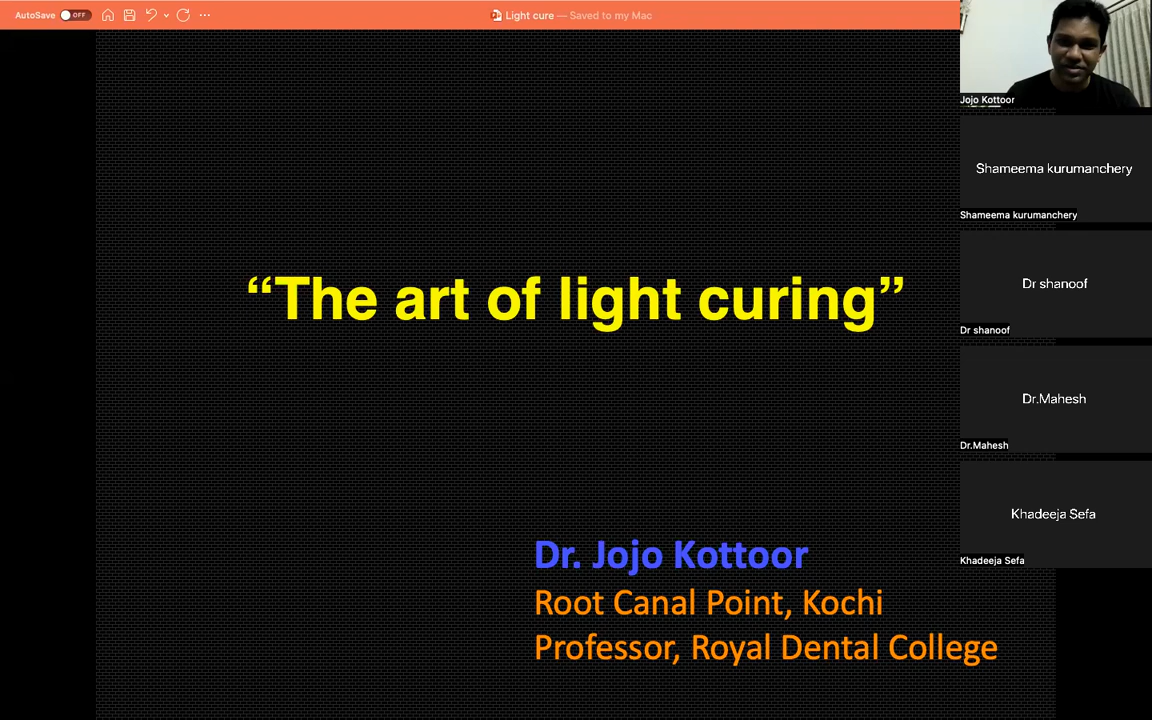 AutoSave OFF
Light cure — Saved to my Mac
“The art of light curing”
Dr. Jojo Kottoor
Root Canal Point, Kochi
Professor, Royal Dental College
Jojo Kottoor
Shameema kurumanchery
Shameema kurumanchery
Dr shanoof
Dr shanoof
Dr.Mahesh
Dr.Mahesh
Khadeeja Sefa
Khadeeja Sefa